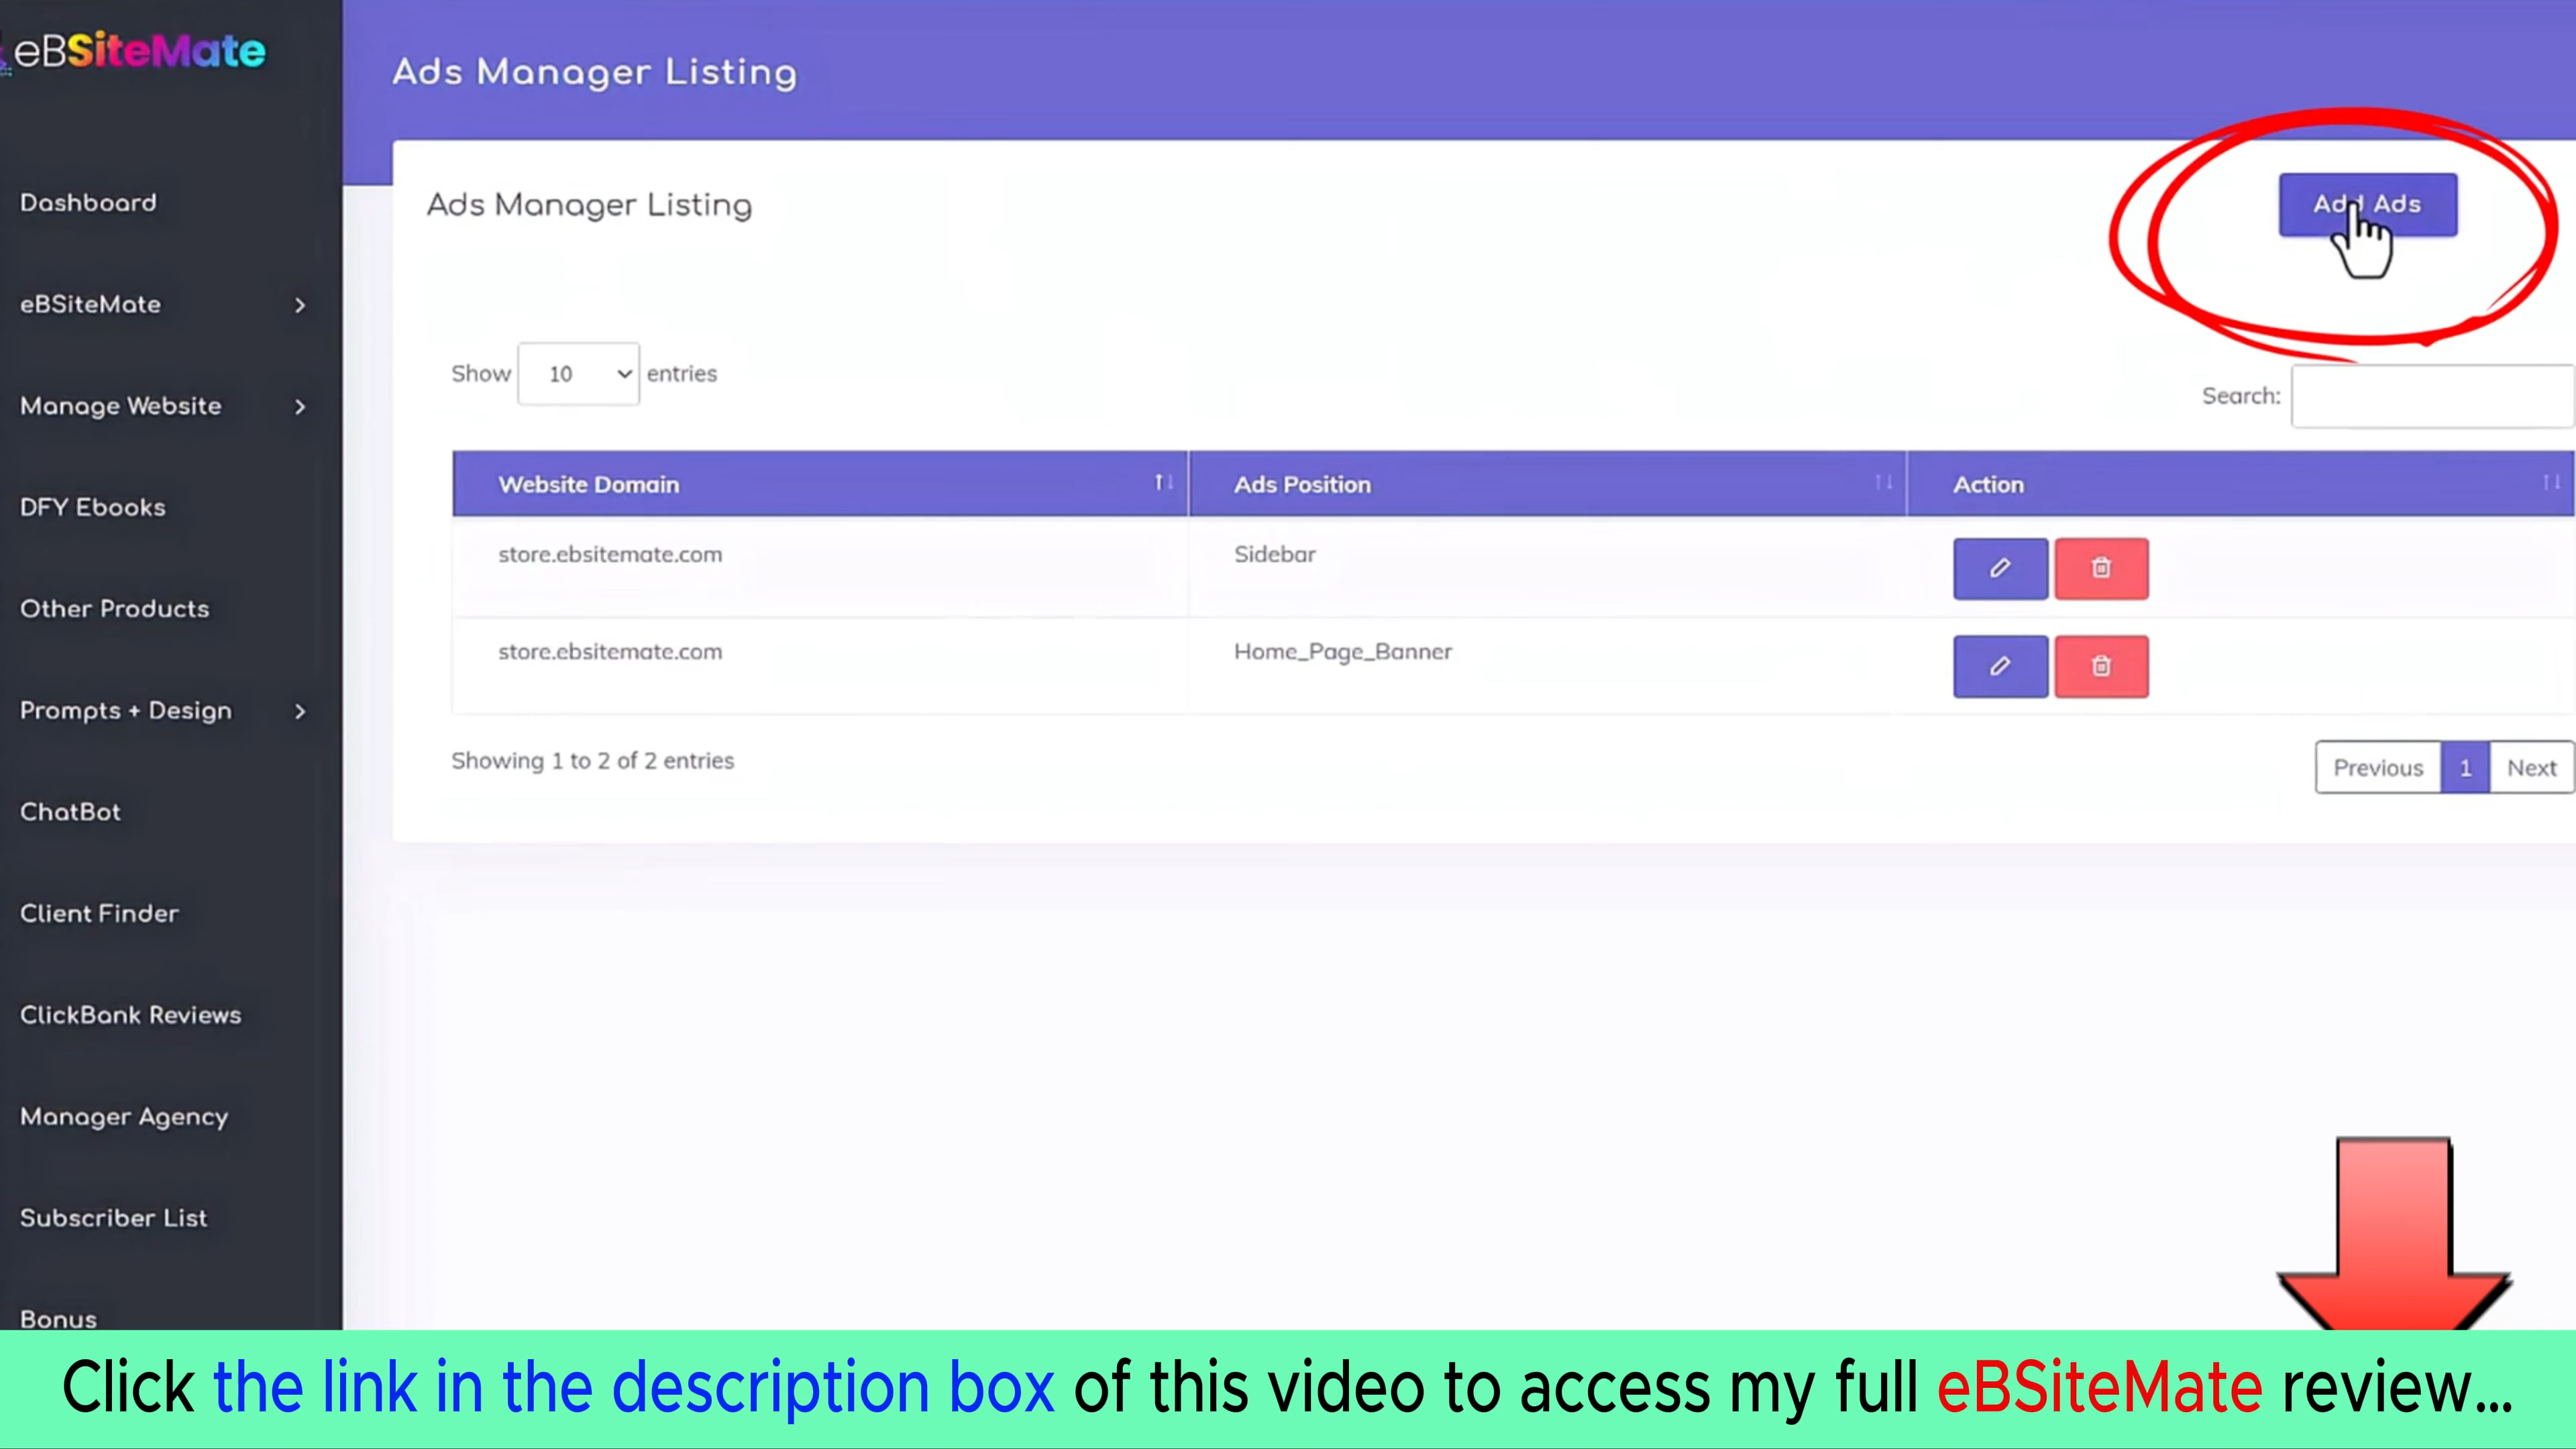 eBSiteMate
Ads Manager Listing
Dashboard
eBSiteMate
Manage Website
DFY Ebooks
Other Products
Prompts + Design
ChatBot
Client Finder
ClickBank Reviews
Manager Agency
Subscriber List
Bonus
Ads Manager Listing
Add Ads
Show 10 entries
Search:
Website Domain Ads Position Action
store.ebsitemate.com Sidebar
store.ebsitemate.com Home_Page_Banner
Showing 1 to 2 of 2 entries
Previous 1 Next
Click the link in the description box of this video to access my full eBSiteMate review...